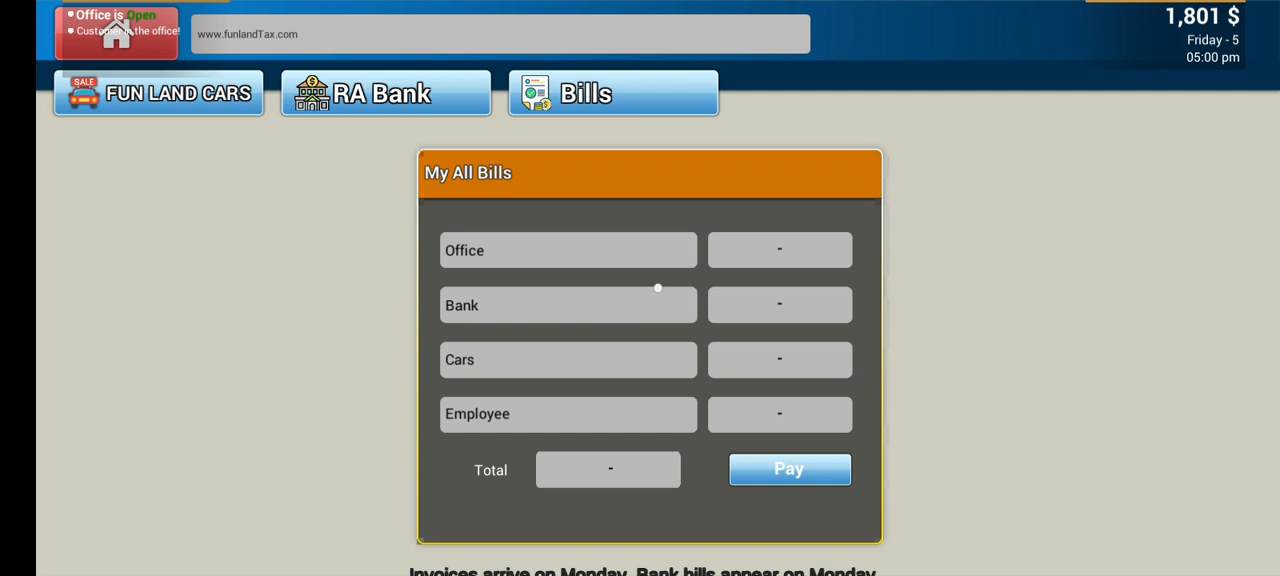 Office is Open
Customer in the office!
www.funlandTax.com
1,801 $
Friday - 5
05:00 pm
SALE
FUN LAND CARS
RA Bank
Bills
My All Bills
Office -
Bank -
Cars -
Employee -
Total - Pay
Invoices arrive on Monday. Bank bills appear on Monday